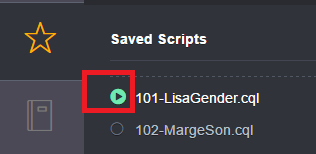 Saved Scripts
101-LisaGender.cql
102-MargeSon.cql